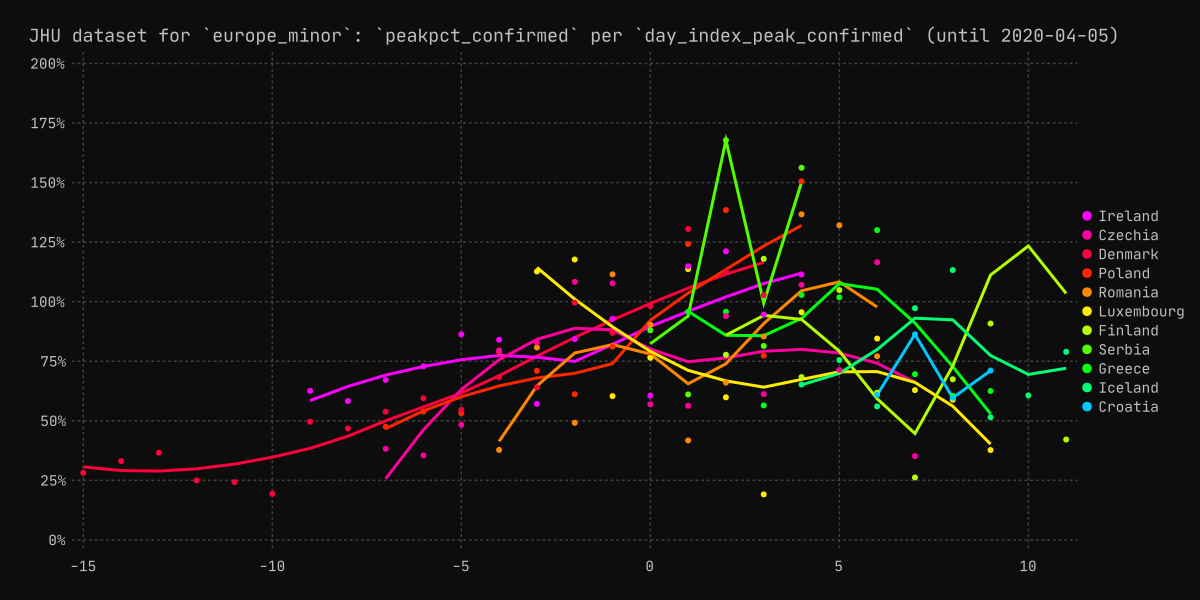 JHU dataset for `europe_minor`: `peakpct_confirmed` per `day_index_peak_confirmed` (until 2020-04-05)
200%
175%
150%
125%
100%
75%
50%
25%
0%
-15
-10
-5
0
5
10
Ireland
Czechia
Denmark
Poland
Romania
Luxembourg
Finland
Serbia
Greece
Iceland
Croatia